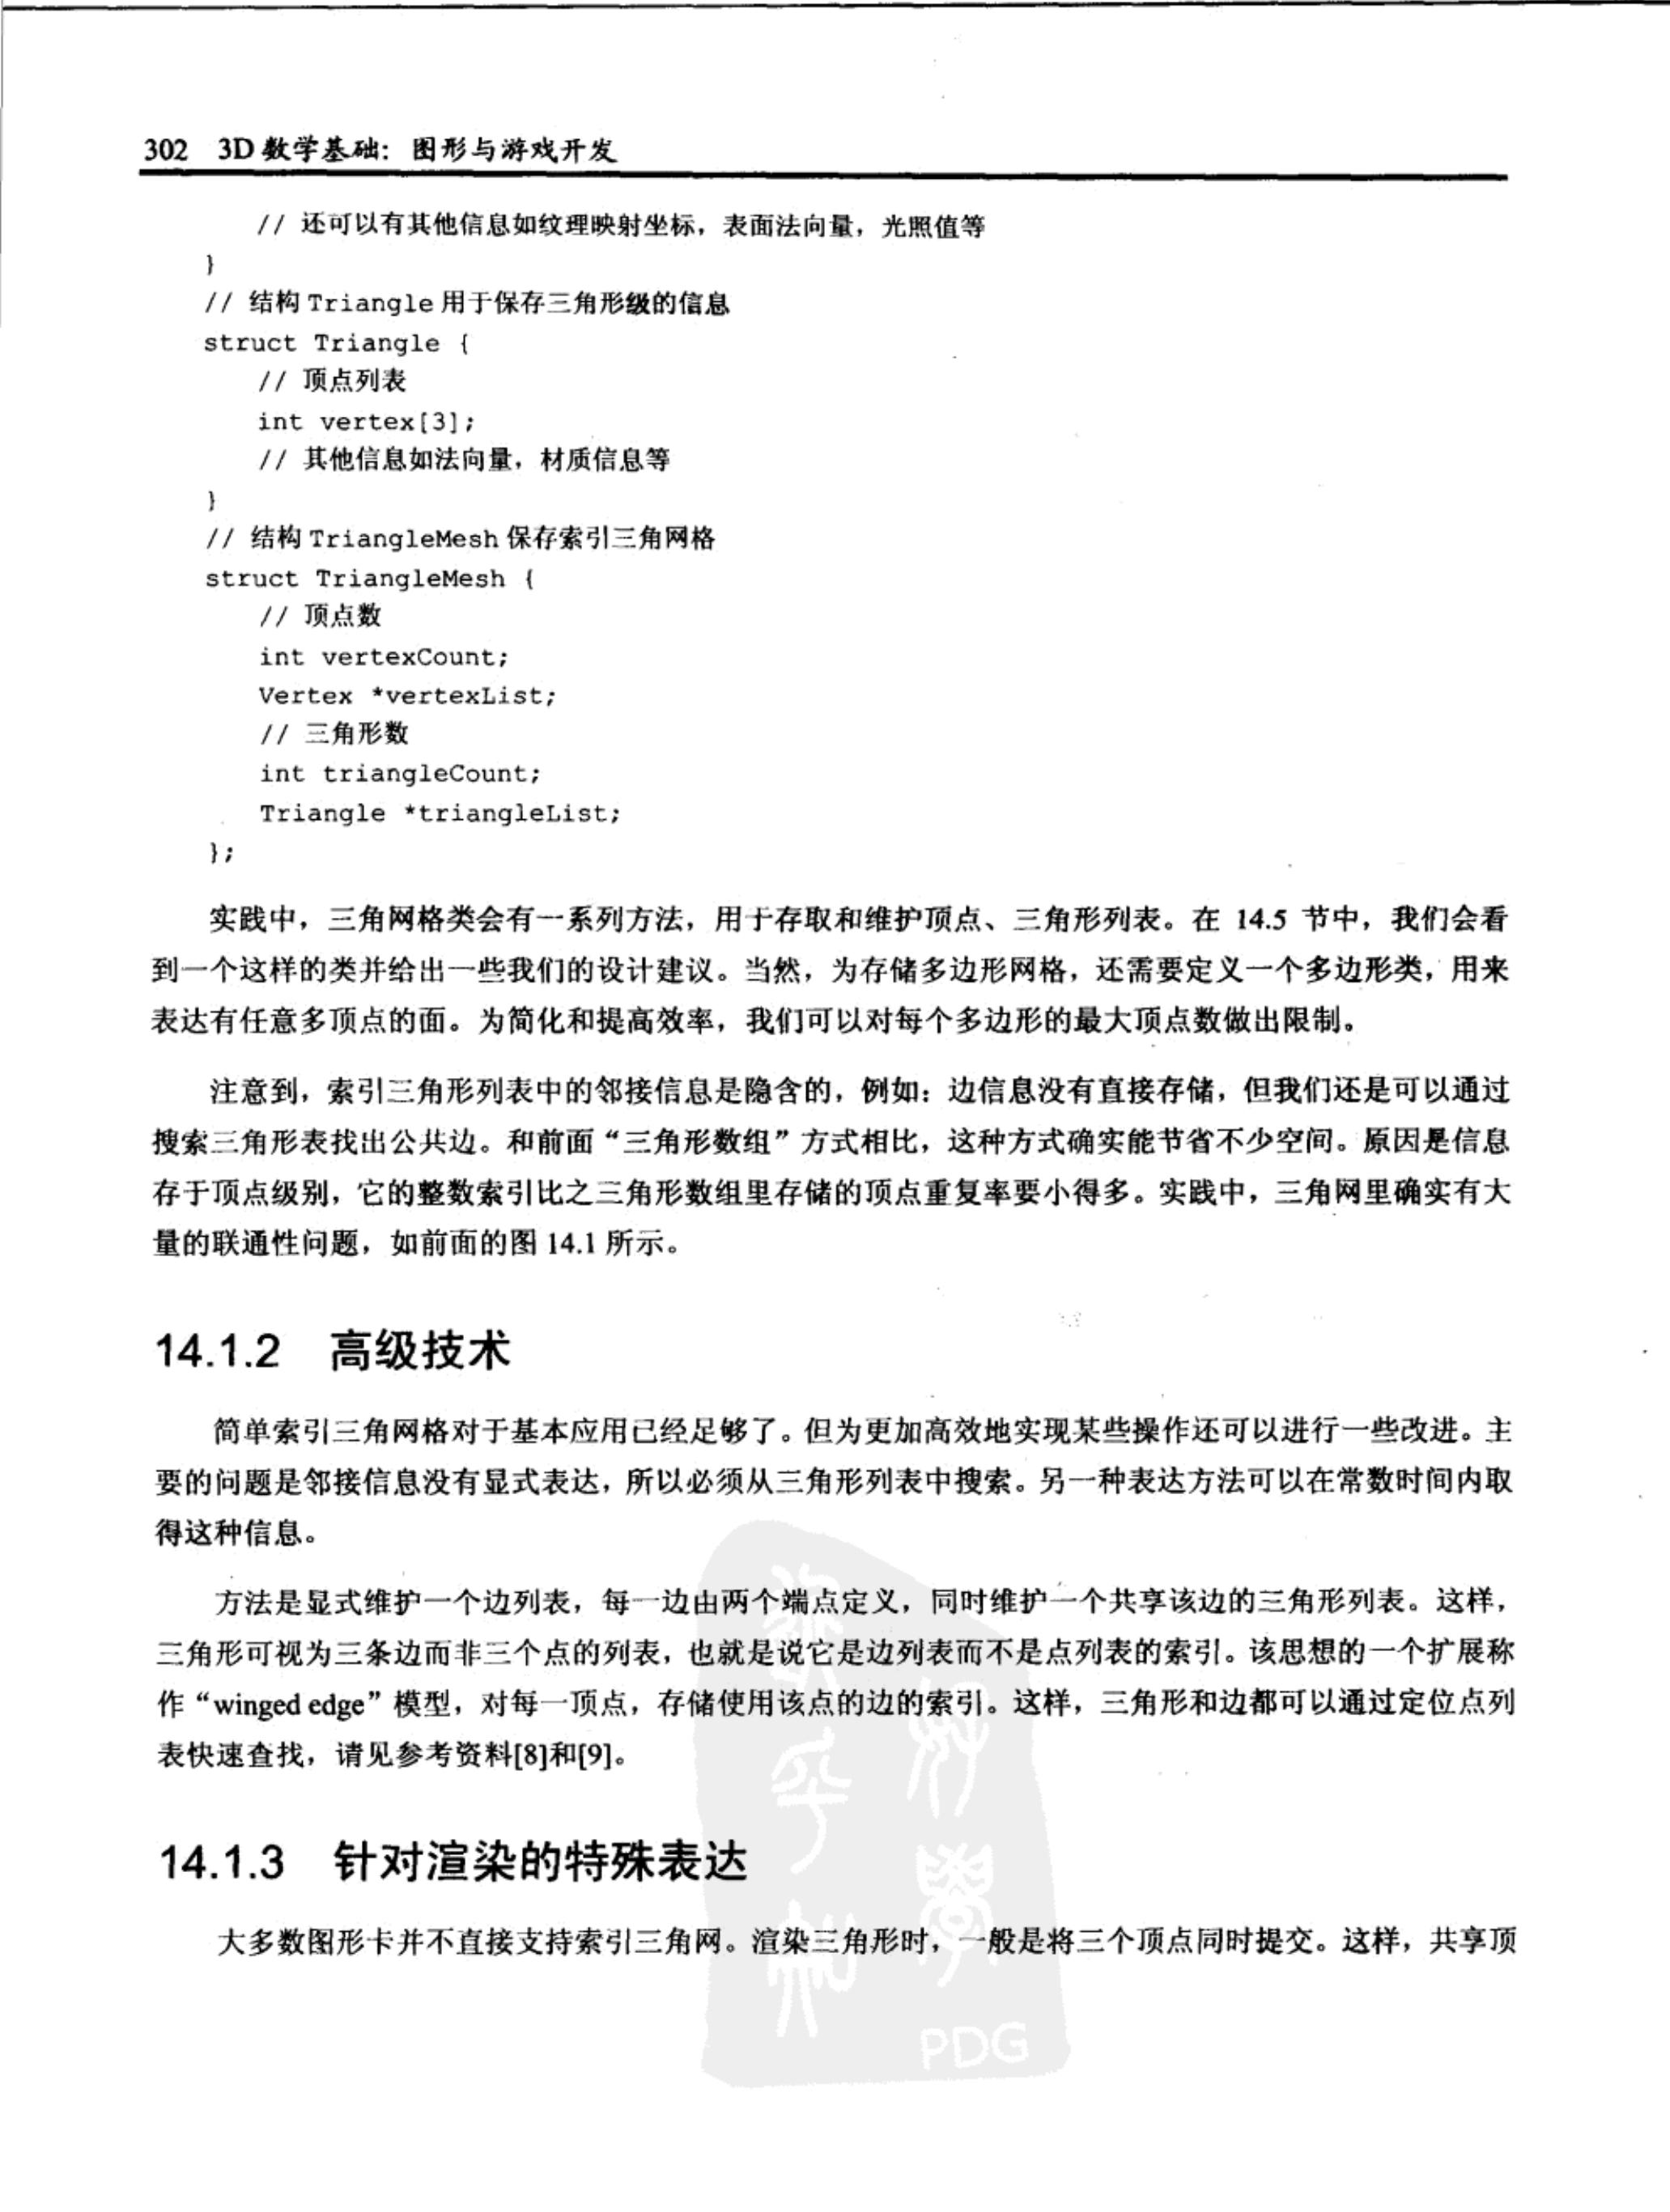 302 3D 数学基础：图形与游戏开发
// 还可以有其他信息如纹理映射坐标，表面法向量，光照值等
}
// 结构 Triangle 用于保存三角形级的信息
struct Triangle {
// 顶点列表
int vertex[3];
// 其他信息如法向量，材质信息等
}
// 结构 TriangleMesh 保存索引三角网格
struct TriangleMesh {
// 顶点数
int vertexCount;
Vertex *vertexList;
// 三角形数
int triangleCount;
Triangle *triangleList;
};
实践中，三角网格类会有一系列方法，用于存取和维护顶点、三角形列表。在 14.5 节中，我们会看
到一个这样的类并给出一些我们的设计建议。当然，为存储多边形网格，还需要定义一个多边形类，用来
表达有任意多顶点的面。为简化和提高效率，我们可以对每个多边形的最大顶点数做出限制。
注意到，索引三角形列表中的邻接信息是隐含的，例如：边信息没有直接存储，但我们还是可以通过
搜索三角形表找出公共边。和前面“三角形数组”方式相比，这种方式确实能节省不少空间。原因是信息
存于顶点级别，它的整数索引比之三角形数组里存储的顶点重复率要小得多。实践中，三角网里确实有大
量的联通性问题，如前面的图 14.1 所示。
14.1.2 高级技术
简单索引三角网格对于基本应用已经足够了。但为更加高效地实现某些操作还可以进行一些改进。主
要的问题是邻接信息没有显式表达，所以必须从三角形列表中搜索。另一种表达方法可以在常数时间内取
得这种信息。
方法是显式维护一个边列表，每一边由两个端点定义，同时维护一个共享该边的三角形列表。这样，
三角形可视为三条边而非三个点的列表，也就是说它是边列表而不是点列表的索引。该思想的一个扩展称
作“winged edge”模型，对每一顶点，存储使用该点的边的索引。这样，三角形和边都可以通过定位点列
表快速查找，请见参考资料[8]和[9]。
14.1.3 针对渲染的特殊表达
大多数图形卡并不直接支持索引三角网。渲染三角形时，一般是将三个顶点同时提交。这样，共享顶
PDG